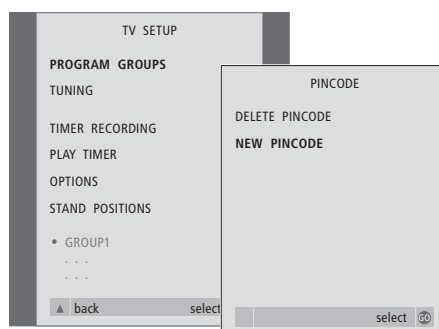 TV SETUP
PROGRAM GROUPS
TUNING
TIMER RECORDING
PLAY TIMER
OPTIONS
STAND POSITIONS
• GROUP1
. . .
. . .
▲ back select
PINCODE
DELETE PINCODE
NEW PINCODE
select GO